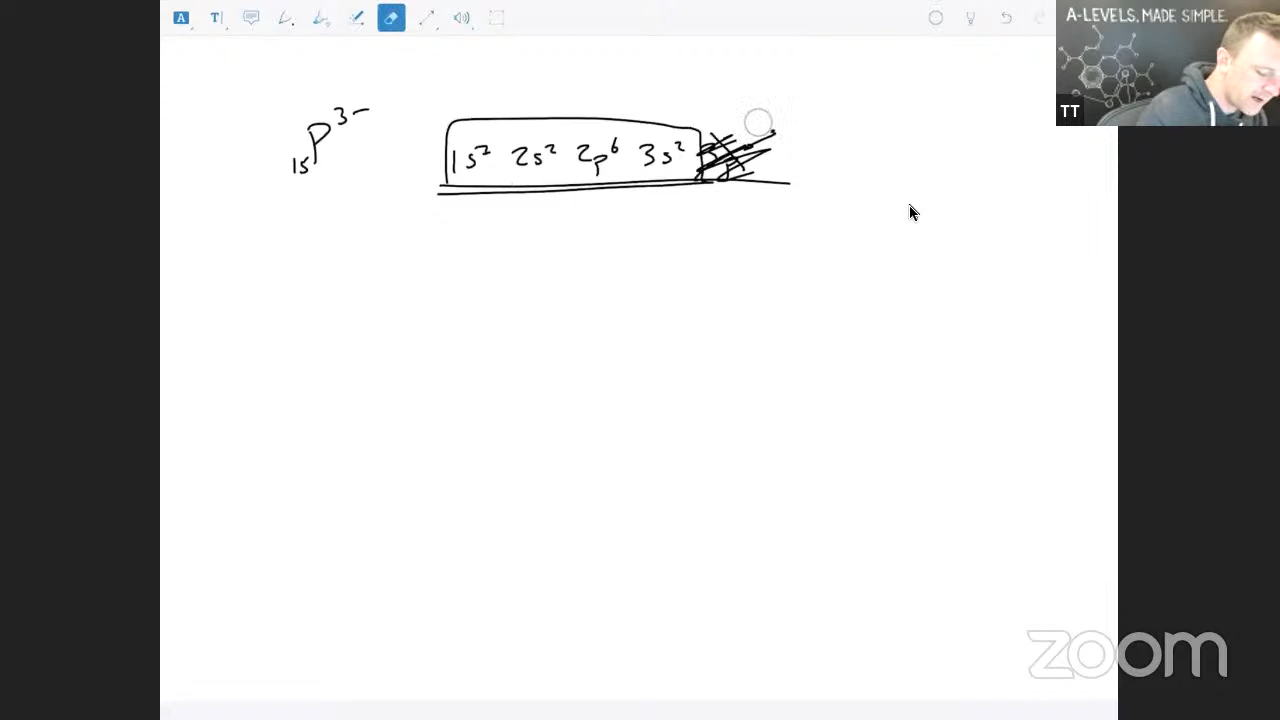 A-LEVELS, MADE SIMPLE.
TT
₁₅P³⁻ 1s² 2s² 2p⁶ 3s²
zoom